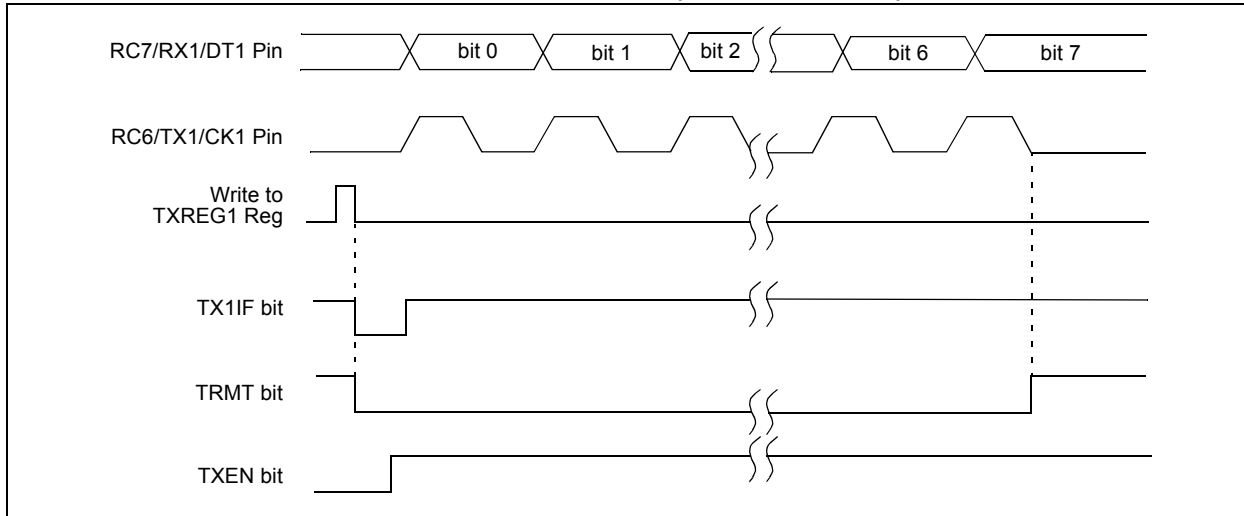 RC7/RX1/DT1 Pin
bit 0
bit 1
bit 2
bit 6
bit 7
RC6/TX1/CK1 Pin
Write to
TXREG1 Reg
TX1IF bit
TRMT bit
TXEN bit